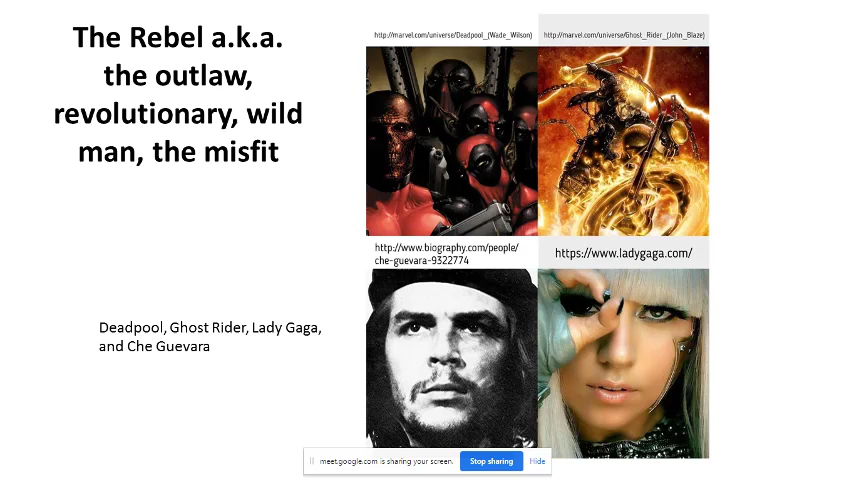 The Rebel a.k.a.
the outlaw,
revolutionary, wild
man, the misfit
http://marvel.com/universe/Deadpool_(Wade_Wilson)
http://marvel.com/universe/Ghost_Rider_(John_Blaze)
http://www.biography.com/people/
che-guevara-9322774
https://www.ladygaga.com/
Deadpool, Ghost Rider, Lady Gaga,
and Che Guevara
meet.google.com is sharing your screen.
Stop sharing
Hide